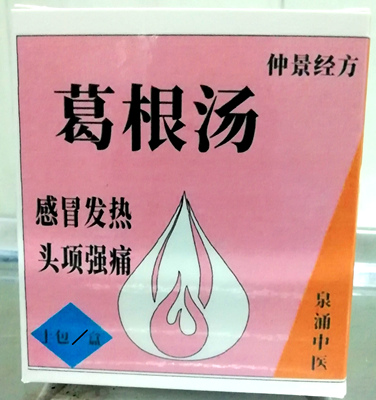 仲景经方
葛根汤
感冒发热
头项强痛
十包/盒
泉涌中医